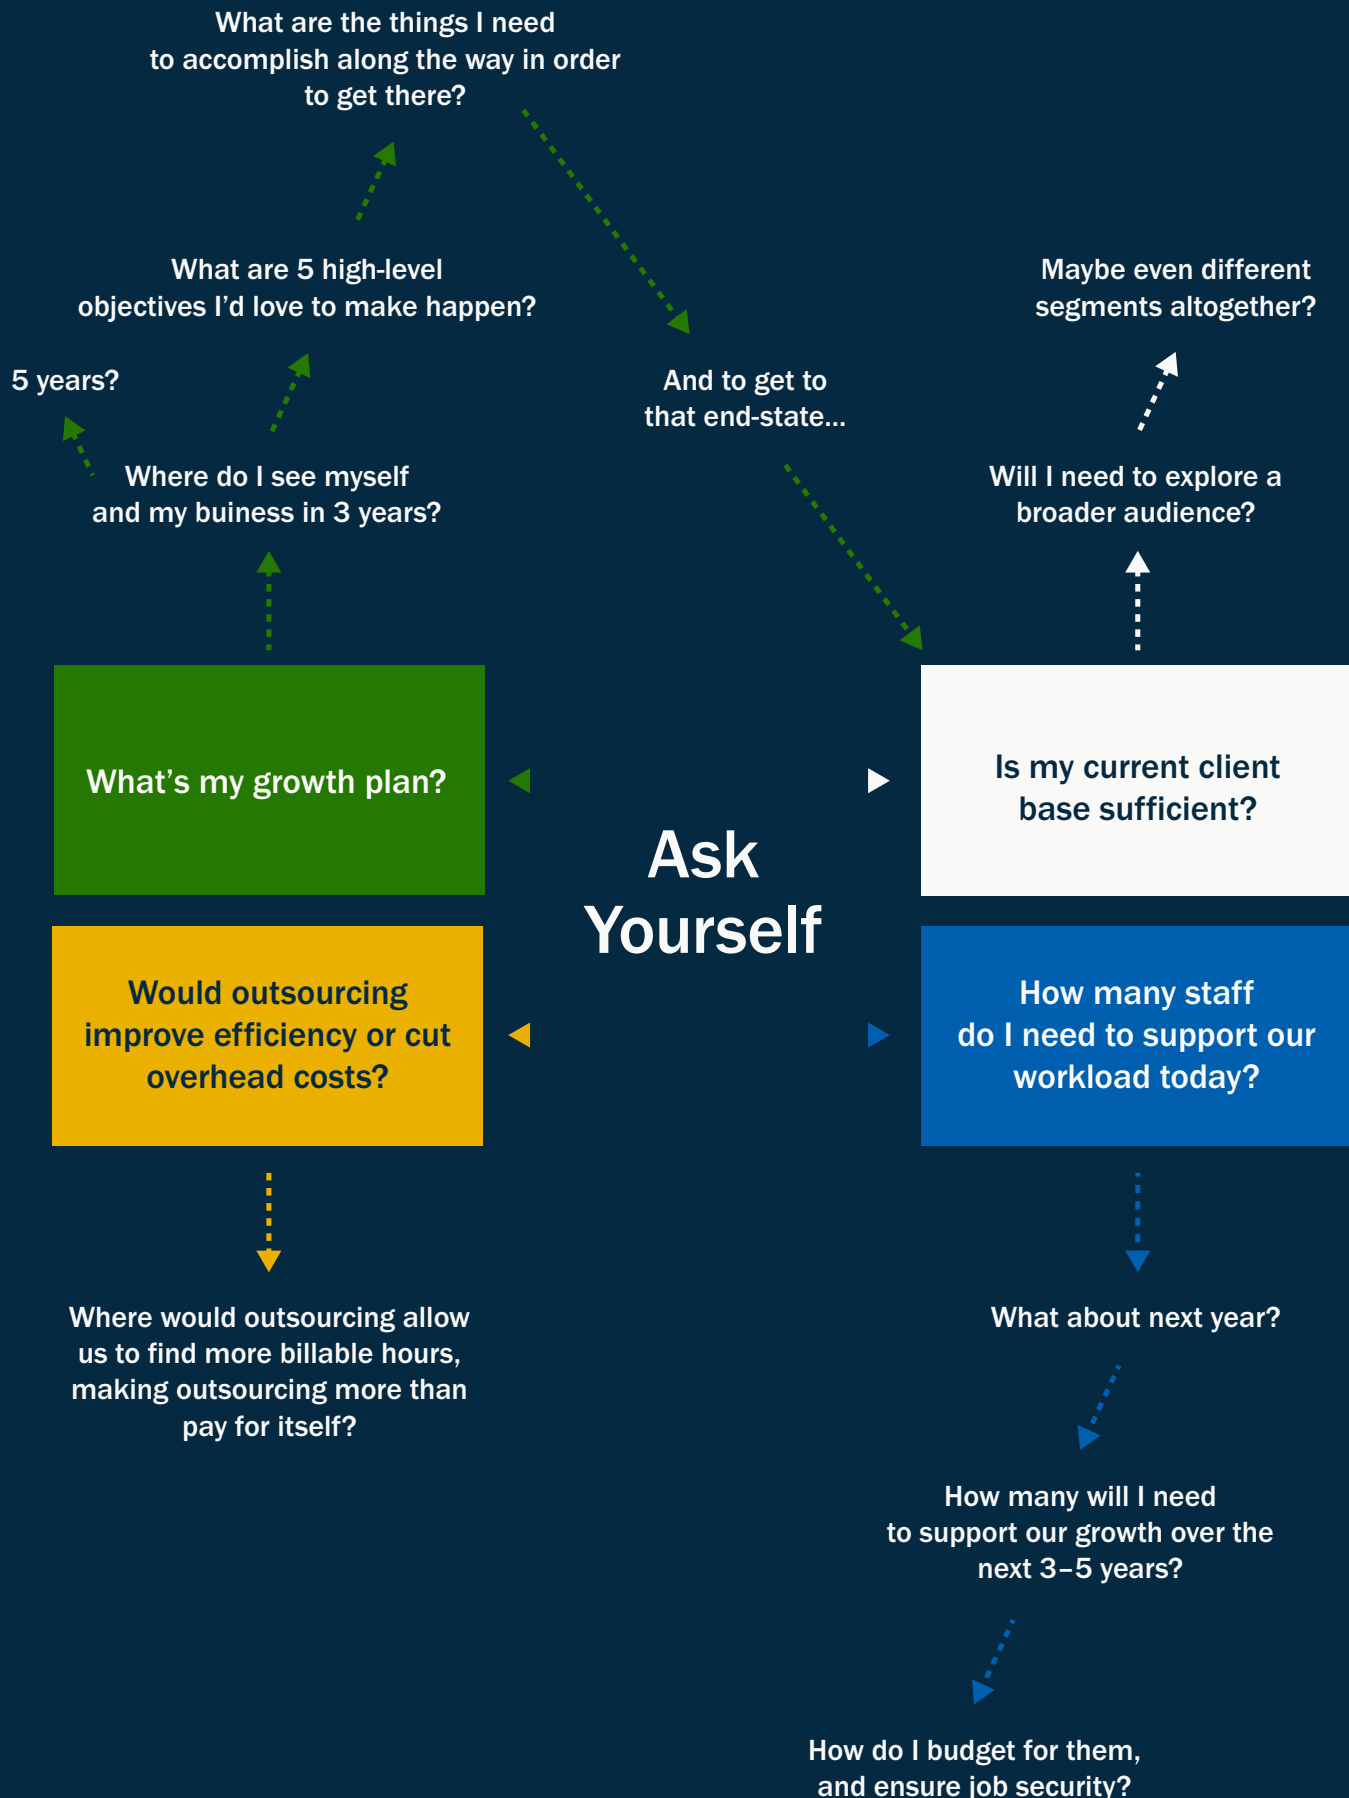 What are the things I need
to accomplish along the way in order
to get there?
What are 5 high-level
objectives I’d love to make happen?
5 years?
Where do I see myself
and my buiness in 3 years?
And to get to
that end-state...
Maybe even different
segments altogether?
Will I need to explore a
broader audience?
What’s my growth plan?
Is my current client
base sufficient?
Ask
Yourself
Would outsourcing
improve efficiency or cut
overhead costs?
How many staff
do I need to support our
workload today?
Where would outsourcing allow
us to find more billable hours,
making outsourcing more than
pay for itself?
What about next year?
How many will I need
to support our growth over the
next 3–5 years?
How do I budget for them,
and ensure job security?